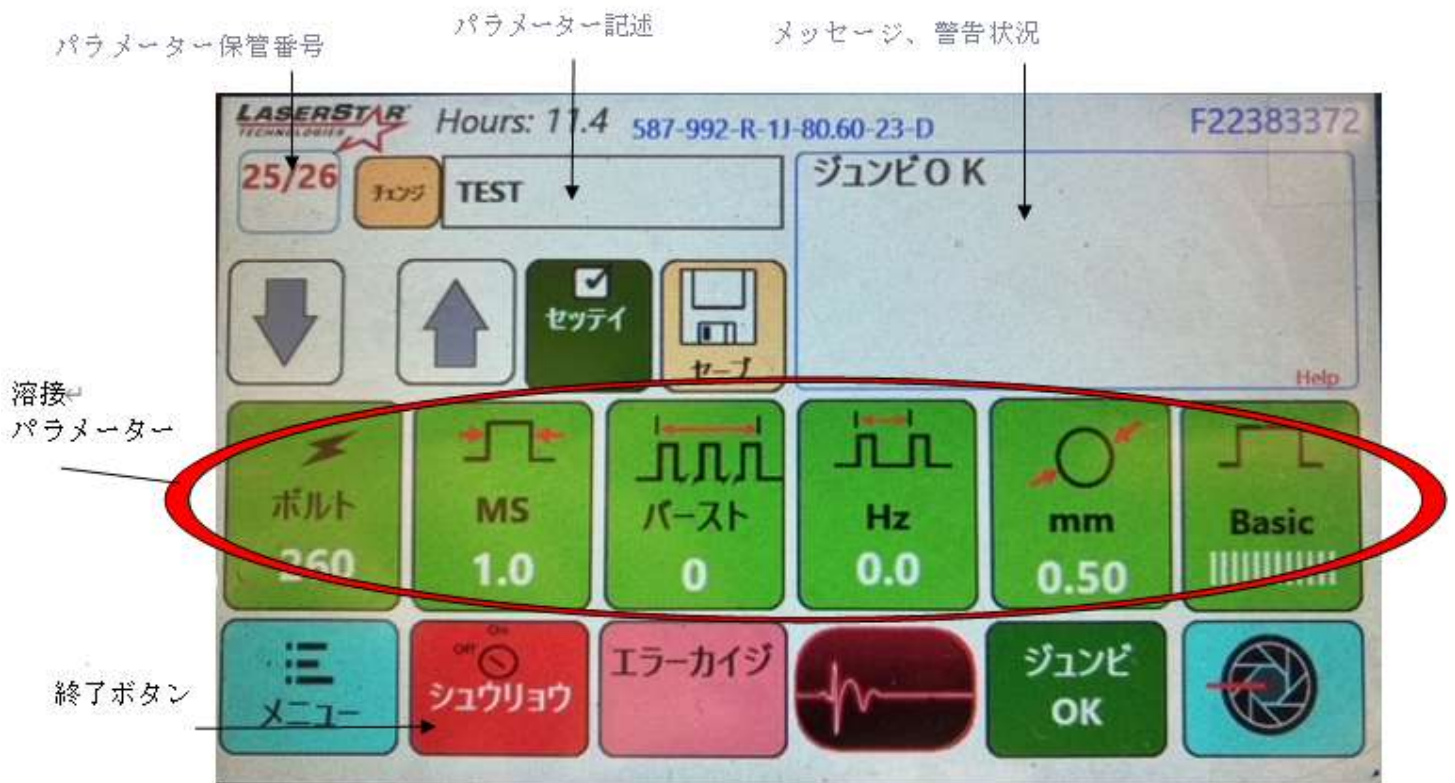 パラメーター保管番号
パラメーター記述
メッセージ、警告状況
LASERSTAR
TECHNOLOGIES
Hours: 11.4
587-992-R-1J-80.60-23-D
F22383372
25/26
チェンジ
TEST
ジュンビOK
セッテイ
セーブ
Help
溶接↵
パラメーター
ボルト
260
MS
1.0
バースト
0
Hz
0.0
mm
0.50
Basic
終了ボタン
メニュー
On
Off
シュウリョウ
エラーカイジ
ジュンビ
OK